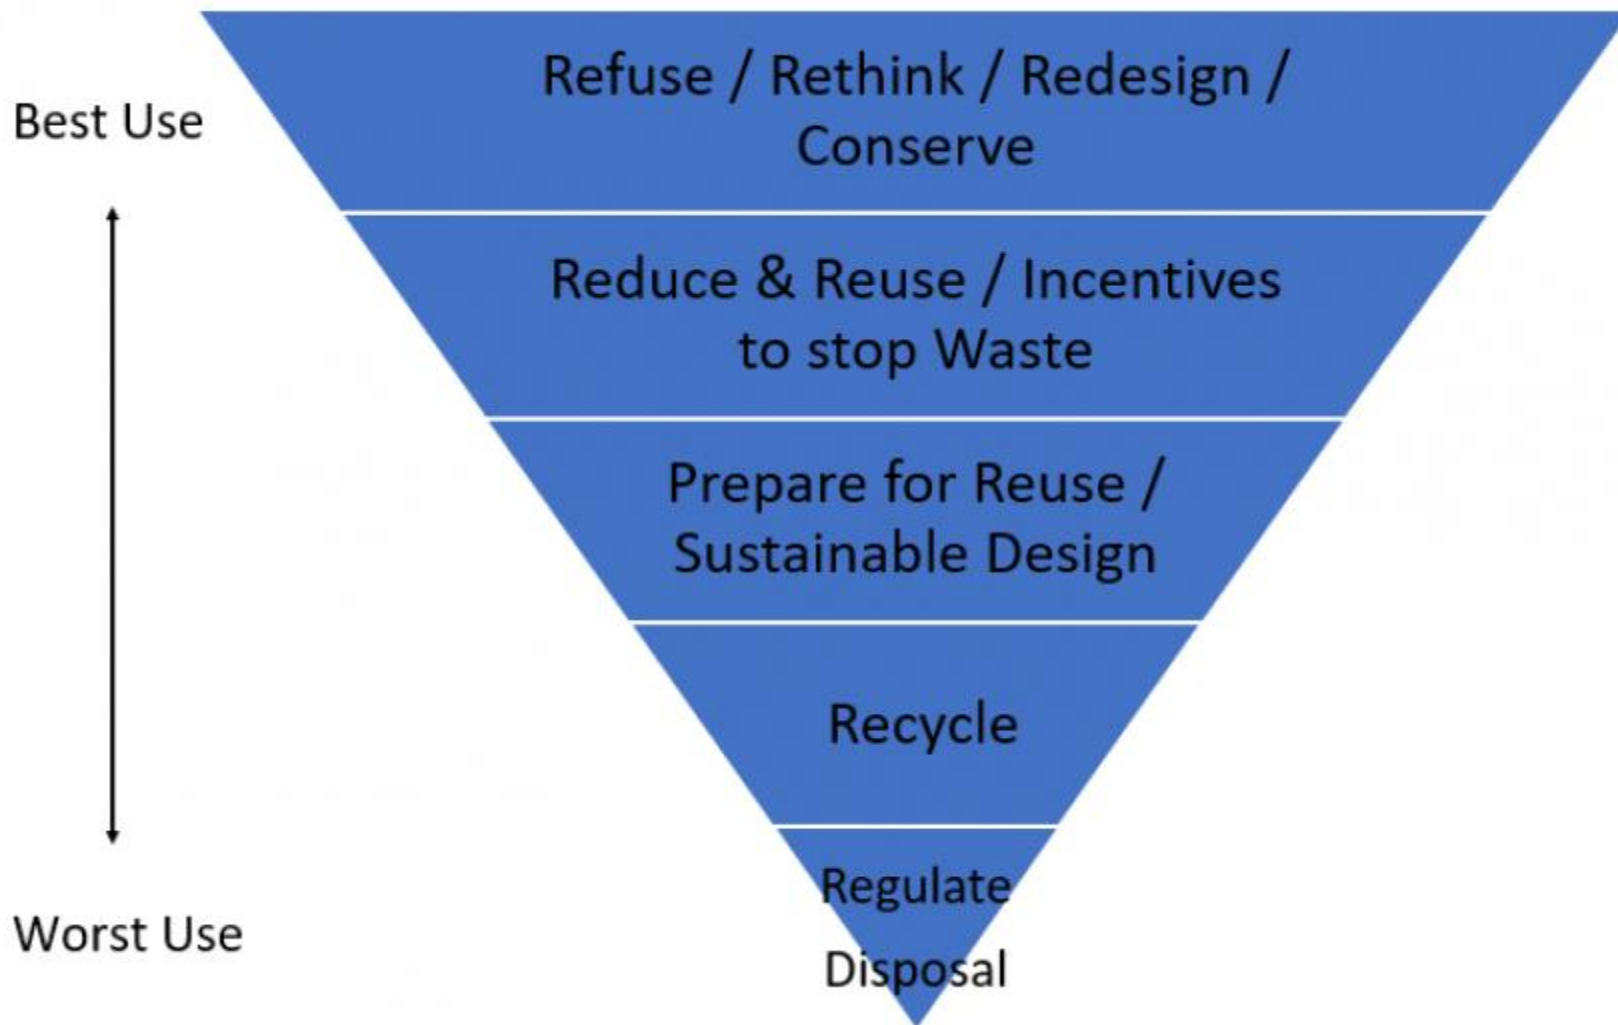 Refuse / Rethink / Redesign /
Conserve
Best Use
Reduce & Reuse / Incentives
to stop Waste
Prepare for Reuse /
Sustainable Design
Recycle
Regulate
Worst Use
Disposal